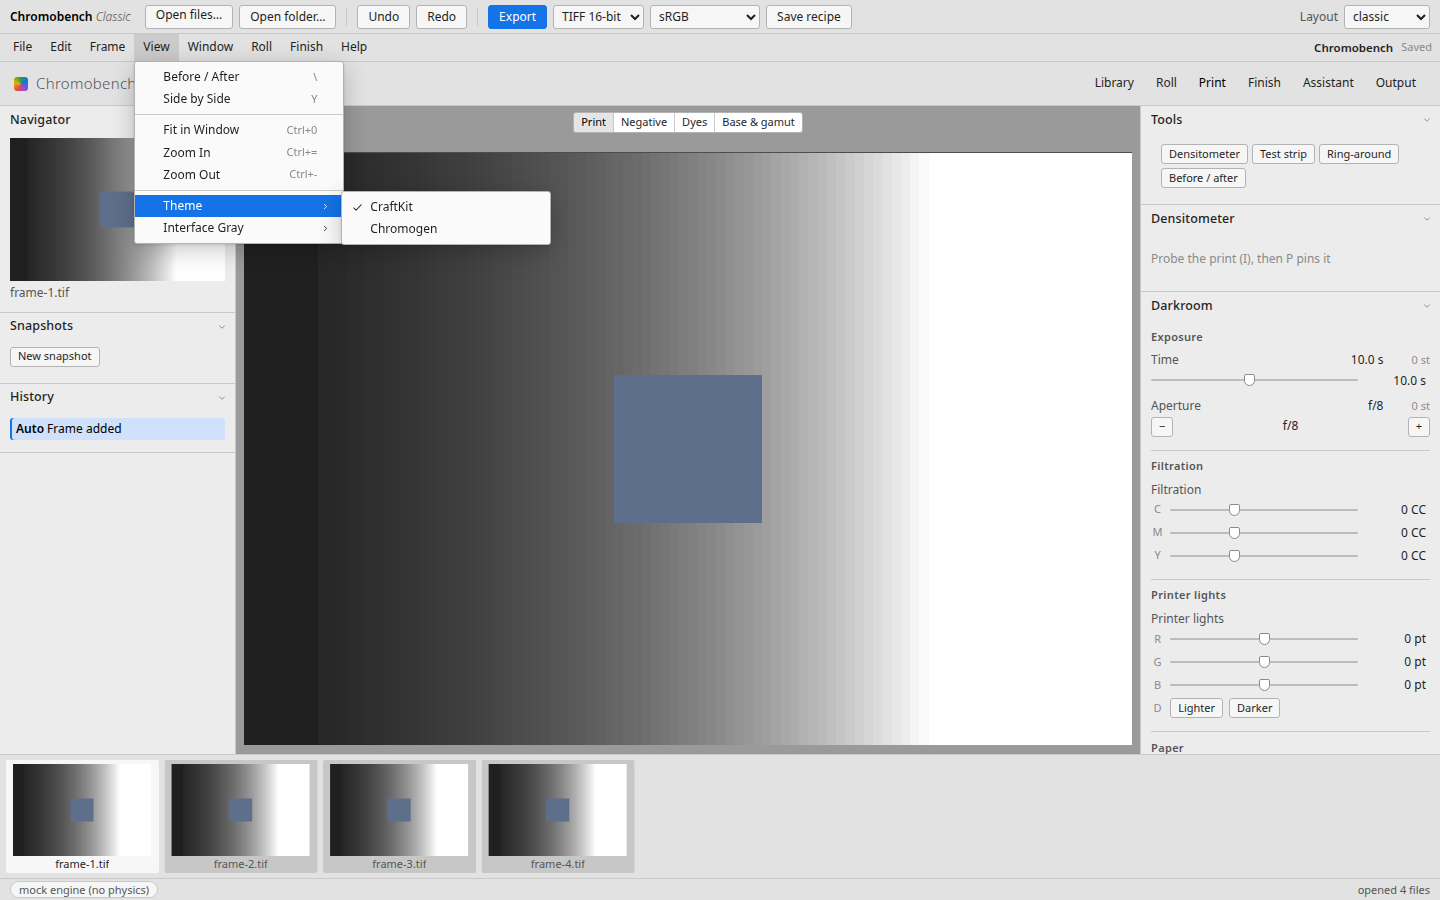 Chromobench Classic Open files... Open folder... Undo Redo Export TIFF 16-bit sRGB Save recipe Layout classic
File Edit Frame View Window Roll Finish Help Chromobench Saved
Chromobench Library Roll Print Finish Assistant Output
Before / After \
Side by Side Y
Fit in Window Ctrl+0
Zoom In Ctrl+=
Zoom Out Ctrl+-
Theme
Interface Gray
CraftKit
Chromogen
Navigator
frame-1.tif
Snapshots
New snapshot
History
Auto Frame added
Print Negative Dyes Base & gamut
Tools
Densitometer Test strip Ring-around
Before / after
Densitometer
Probe the print (I), then P pins it
Darkroom
Exposure
Time 10.0 s 0 st
10.0 s
Aperture f/8 0 st
− f/8 +
Filtration
Filtration
C 0 CC
M 0 CC
Y 0 CC
Printer lights
Printer lights
R 0 pt
G 0 pt
B 0 pt
D Lighter Darker
Paper
frame-1.tif frame-2.tif frame-3.tif frame-4.tif
mock engine (no physics) opened 4 files